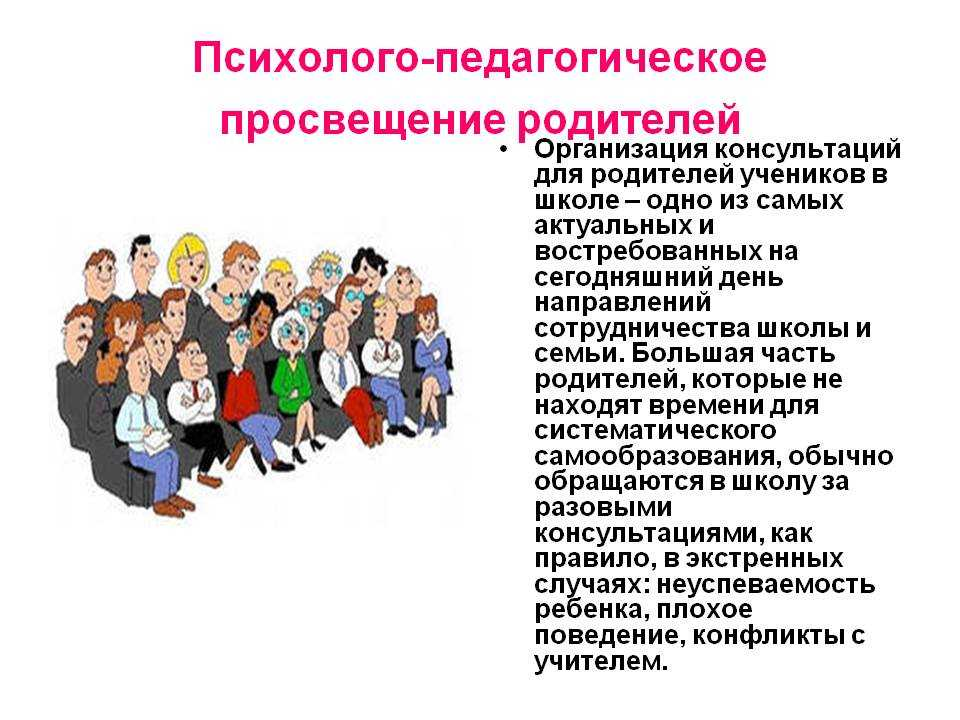 Психолого-педагогическое
просвещение родителей
• Организация консультаций
для родителей учеников в
школе – одно из самых
актуальных и
востребованных на
сегодняшний день
направлений
сотрудничества школы и
семьи. Большая часть
родителей, которые не
находят времени для
систематического
самообразования, обычно
обращаются в школу за
разовыми
консультациями, как
правило, в экстренных
случаях: неуспеваемость
ребенка, плохое
поведение, конфликты с
учителем.